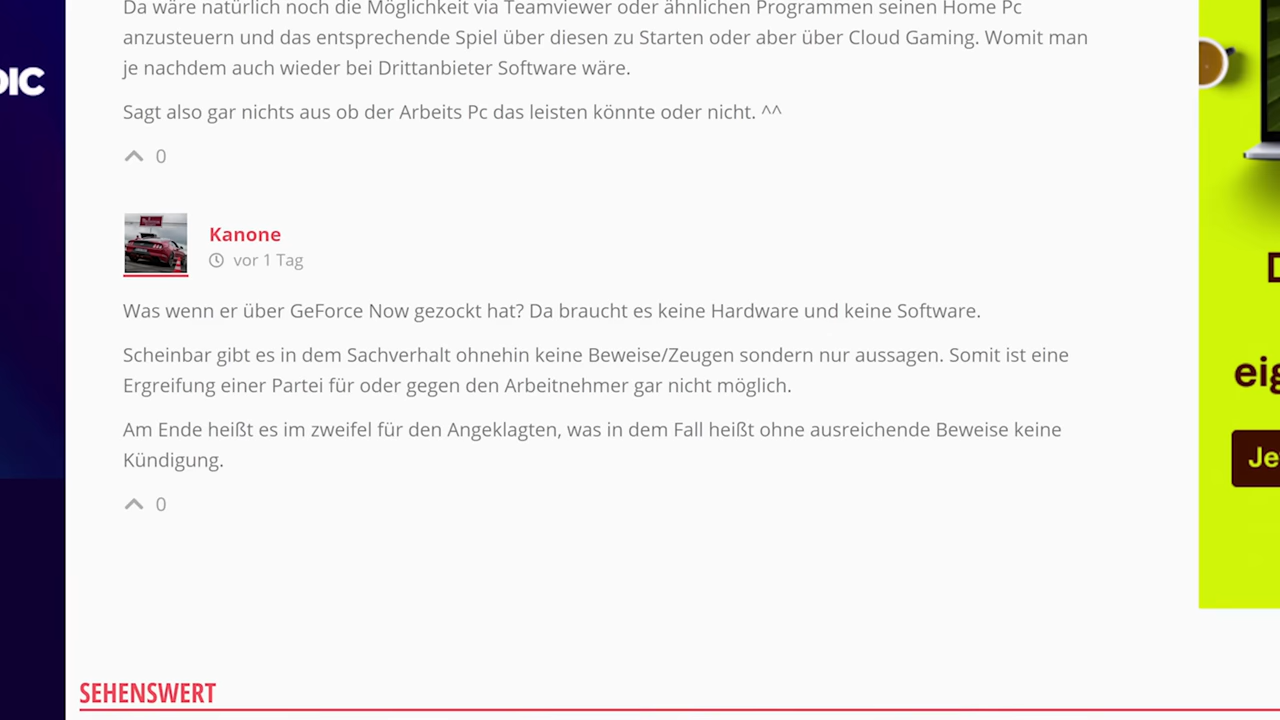 Da wäre natürlich noch die Möglichkeit via Teamviewer oder ähnlichen Programmen seinen Home Pc
anzusteuern und das entsprechende Spiel über diesen zu Starten oder aber über Cloud Gaming. Womit man
je nachdem auch wieder bei Drittanbieter Software wäre.
Sagt also gar nichts aus ob der Arbeits Pc das leisten könnte oder nicht. ^^
0
Kanone
vor 1 Tag
Was wenn er über GeForce Now gezockt hat? Da braucht es keine Hardware und keine Software.
Scheinbar gibt es in dem Sachverhalt ohnehin keine Beweise/Zeugen sondern nur aussagen. Somit ist eine
Ergreifung einer Partei für oder gegen den Arbeitnehmer gar nicht möglich.
Am Ende heißt es im zweifel für den Angeklagten, was in dem Fall heißt ohne ausreichende Beweise keine
Kündigung.
0
SEHENSWERT